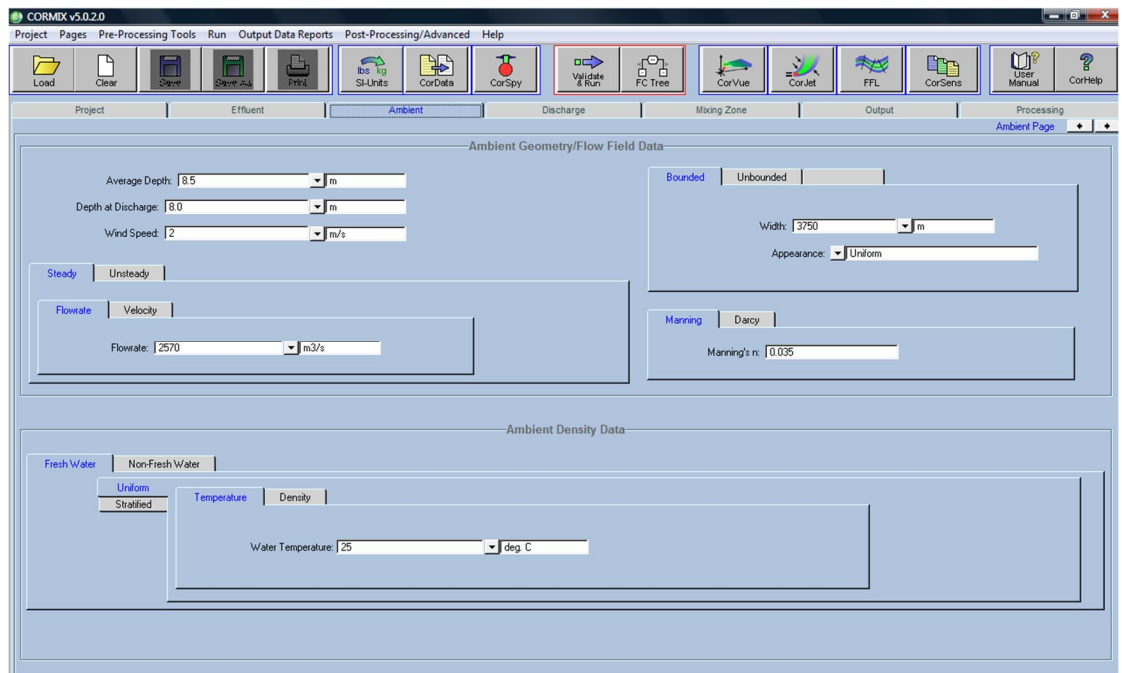 CORMIX v5.0.2.0
Project Pages Pre-Processing Tools Run Output Data Reports Post-Processing/Advanced Help
Load Clear Save Save As Print lbs kg SI-Units CorData CorSpy Validate & Run FC Tree CorVue CorJet FFL CorSens User Manual CorHelp
Project Effluent Ambient Discharge Mixing Zone Output Processing
Ambient Page
Ambient Geometry/Flow Field Data
Average Depth: 8.5 m
Depth at Discharge: 8.0 m
Wind Speed: 2 m/s
Bounded Unbounded
Width: 3750 m
Appearance: Uniform
Steady Unsteady
Flowrate Velocity
Flowrate: 2570 m3/s
Manning Darcy
Manning's n: 0.035
Ambient Density Data
Fresh Water Non-Fresh Water
Uniform
Stratified
Temperature Density
Water Temperature: 25 deg. C